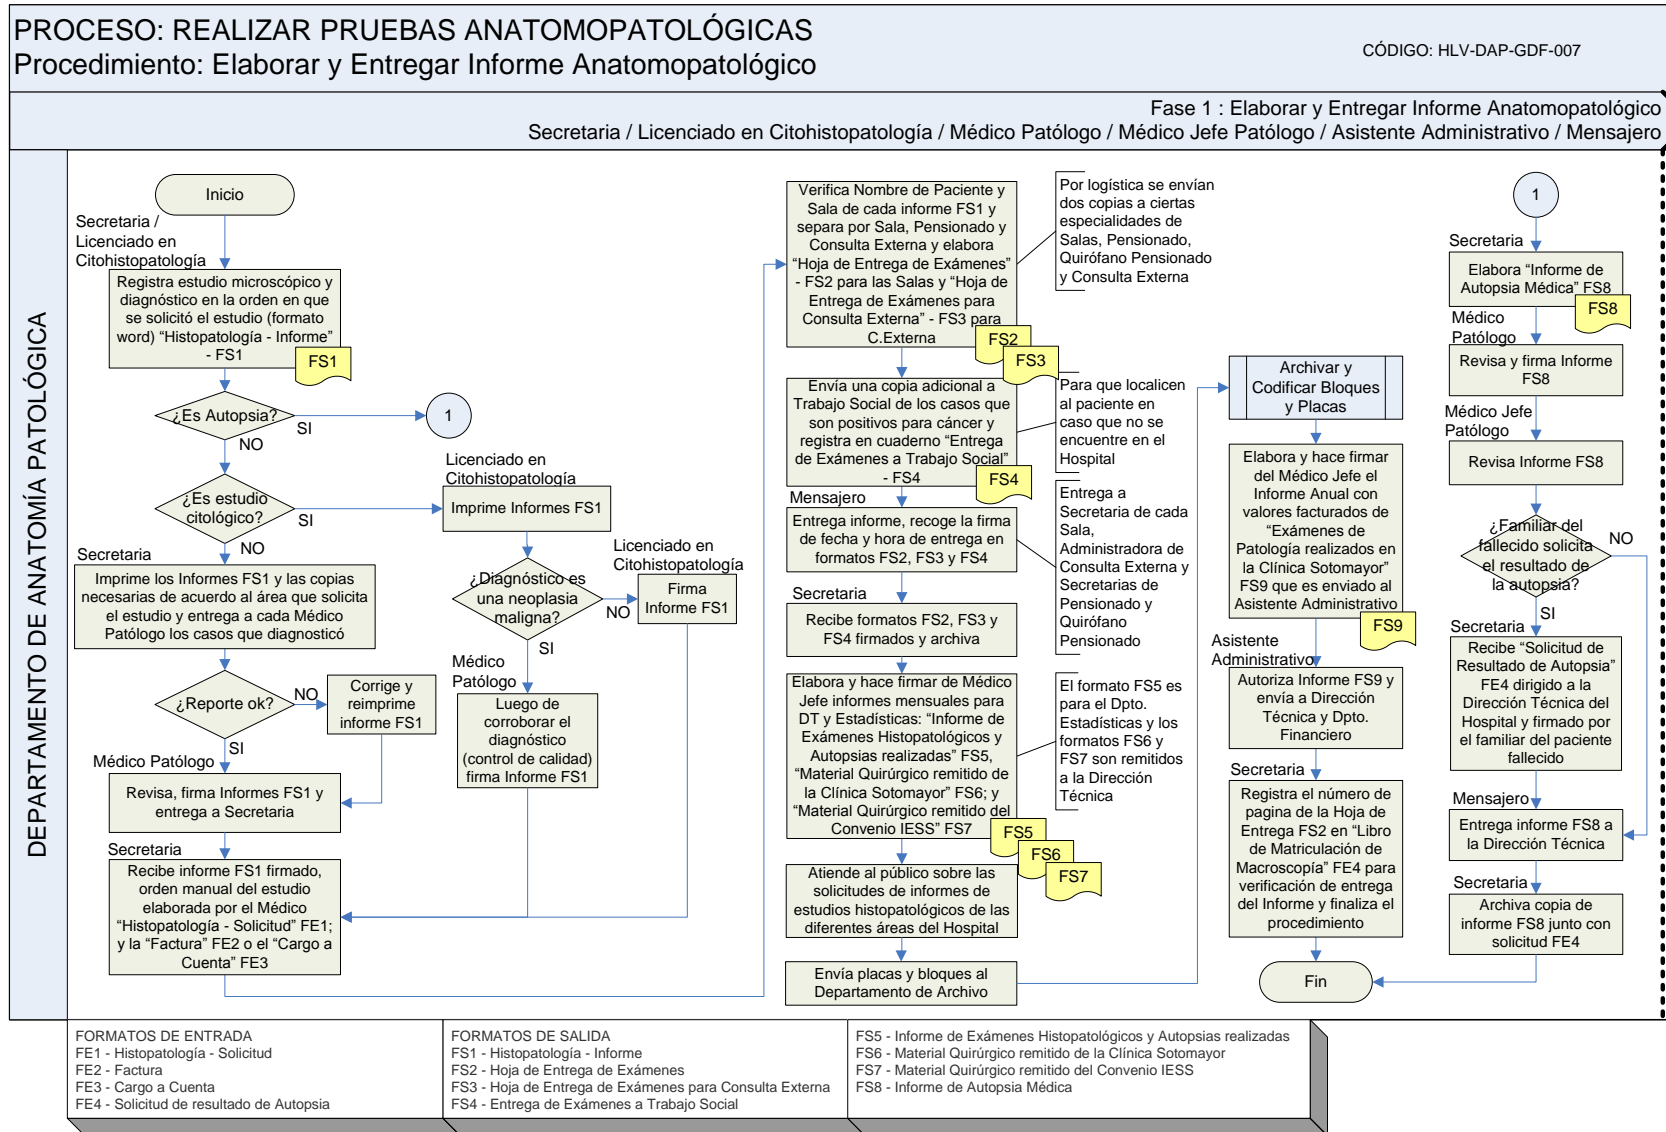 PROCESO: REALIZAR PRUEBAS ANATOMOPATOLÓGICAS
Procedimiento: Elaborar y Entregar Informe Anatomopatológico
CÓDIGO: HLV-DAP-GDF-007
Fase 1 : Elaborar y Entregar Informe Anatomopatológico
Secretaria / Licenciado en Citohistopatología / Médico Patólogo / Médico Jefe Patólogo / Asistente Administrativo / Mensajero
DEPARTAMENTO DE ANATOMÍA PATOLÓGICA
Inicio
Secretaria /
Licenciado en
Citohistopatología
Registra estudio microscópico y
diagnóstico en la orden en que
se solicitó el estudio (formato
word) “Histopatología - Informe”
- FS1
FS1
¿Es Autopsia?
SI
1
NO
¿Es estudio
citológico?
SI
NO
Licenciado en
Citohistopatología
Imprime Informes FS1
¿Diagnóstico es
una neoplasia
maligna?
NO
Licenciado en
Citohistopatología
Firma
Informe FS1
SI
Médico
Patólogo
Luego de
corroborar el
diagnóstico
(control de calidad)
firma Informe FS1
Secretaria
Imprime los Informes FS1 y las copias
necesarias de acuerdo al área que solicita
el estudio y entrega a cada Médico
Patólogo los casos que diagnosticó
¿Reporte ok?
NO
Corrige y
reimprime
informe FS1
SI
Médico Patólogo
Revisa, firma Informes FS1 y
entrega a Secretaria
Secretaria
Recibe informe FS1 firmado,
orden manual del estudio
elaborada por el Médico
“Histopatología - Solicitud” FE1;
y la “Factura” FE2 o el “Cargo a
Cuenta” FE3
Verifica Nombre de Paciente y
Sala de cada informe FS1 y
separa por Sala, Pensionado y
Consulta Externa y elabora
“Hoja de Entrega de Exámenes”
- FS2 para las Salas y “Hoja de
Entrega de Exámenes para
Consulta Externa” - FS3 para
C.Externa
FS2
FS3
Por logística se envían
dos copias a ciertas
especialidades de
Salas, Pensionado,
Quirófano Pensionado
y Consulta Externa
Envía una copia adicional a
Trabajo Social de los casos que
son positivos para cáncer y
registra en cuaderno “Entrega
de Exámenes a Trabajo Social”
- FS4
FS4
Para que localicen
al paciente en
caso que no se
encuentre en el
Hospital
Mensajero
Entrega informe, recoge la firma
de fecha y hora de entrega en
formatos FS2, FS3 y FS4
Entrega a
Secretaria de cada
Sala,
Administradora de
Consulta Externa y
Secretarias de
Pensionado y
Quirófano
Pensionado
Secretaria
Recibe formatos FS2, FS3 y
FS4 firmados y archiva
Elabora y hace firmar de Médico
Jefe informes mensuales para
DT y Estadísticas: “Informe de
Exámenes Histopatológicos y
Autopsias realizadas” FS5,
“Material Quirúrgico remitido de
la Clínica Sotomayor” FS6; y
“Material Quirúrgico remitido del
Convenio IESS” FS7
FS5
FS6
FS7
El formato FS5 es
para el Dpto.
Estadísticas y los
formatos FS6 y
FS7 son remitidos
a la Dirección
Técnica
Atiende al público sobre las
solicitudes de informes de
estudios histopatológicos de las
diferentes áreas del Hospital
Envía placas y bloques al
Departamento de Archivo
Archivar y
Codificar Bloques
y Placas
Elabora y hace firmar
del Médico Jefe el
Informe Anual con
valores facturados de
“Exámenes de
Patología realizados en
la Clínica Sotomayor”
FS9 que es enviado al
Asistente Administrativo
FS9
Asistente
Administrativo
Autoriza Informe FS9 y
envía a Dirección
Técnica y Dpto.
Financiero
Secretaria
Registra el número de
pagina de la Hoja de
Entrega FS2 en “Libro
de Matriculación de
Macroscopía” FE4 para
verificación de entrega
del Informe y finaliza el
procedimiento
Fin
1
Secretaria
Elabora “Informe de
Autopsia Médica” FS8
FS8
Médico
Patólogo
Revisa y firma Informe
FS8
Médico Jefe
Patólogo
Revisa Informe FS8
¿Familiar del
fallecido solicita
el resultado de
la autopsia?
NO
SI
Secretaria
Recibe “Solicitud de
Resultado de Autopsia”
FE4 dirigido a la
Dirección Técnica del
Hospital y firmado por
el familiar del paciente
fallecido
Mensajero
Entrega informe FS8 a
la Dirección Técnica
Secretaria
Archiva copia de
informe FS8 junto con
solicitud FE4
FORMATOS DE ENTRADA
FE1 - Histopatología - Solicitud
FE2 - Factura
FE3 - Cargo a Cuenta
FE4 - Solicitud de resultado de Autopsia
FORMATOS DE SALIDA
FS1 - Histopatología - Informe
FS2 - Hoja de Entrega de Exámenes
FS3 - Hoja de Entrega de Exámenes para Consulta Externa
FS4 - Entrega de Exámenes a Trabajo Social
FS5 - Informe de Exámenes Histopatológicos y Autopsias realizadas
FS6 - Material Quirúrgico remitido de la Clínica Sotomayor
FS7 - Material Quirúrgico remitido del Convenio IESS
FS8 - Informe de Autopsia Médica